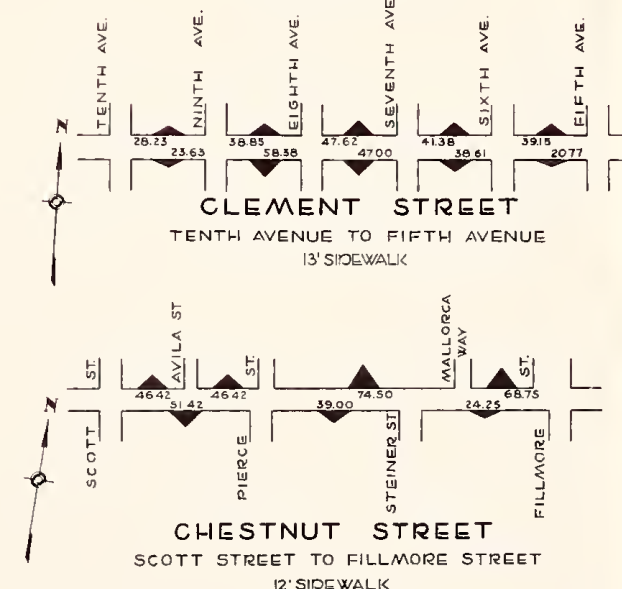 TENTH AVE.
NINTH AVE.
EIGHTH AVE.
SEVENTH AVE
SIXTH AVE.
FIFTH AVE.
N
28.23 38.85 47.62 41.38 39.15
23.63 58.38 47.00 38.61 20.77
CLEMENT STREET
TENTH AVENUE TO FIFTH AVENUE
13' SIDEWALK
ST.
AVILA ST
ST.
MALLORCA
WAY
ST.
N
46.42 46.42 74.50 68.75
51.42 39.00 24.25
SCOTT
PIERCE
STEINER ST
FILLMORE
CHESTNUT STREET
SCOTT STREET TO FILLMORE STREET
12' SIDEWALK